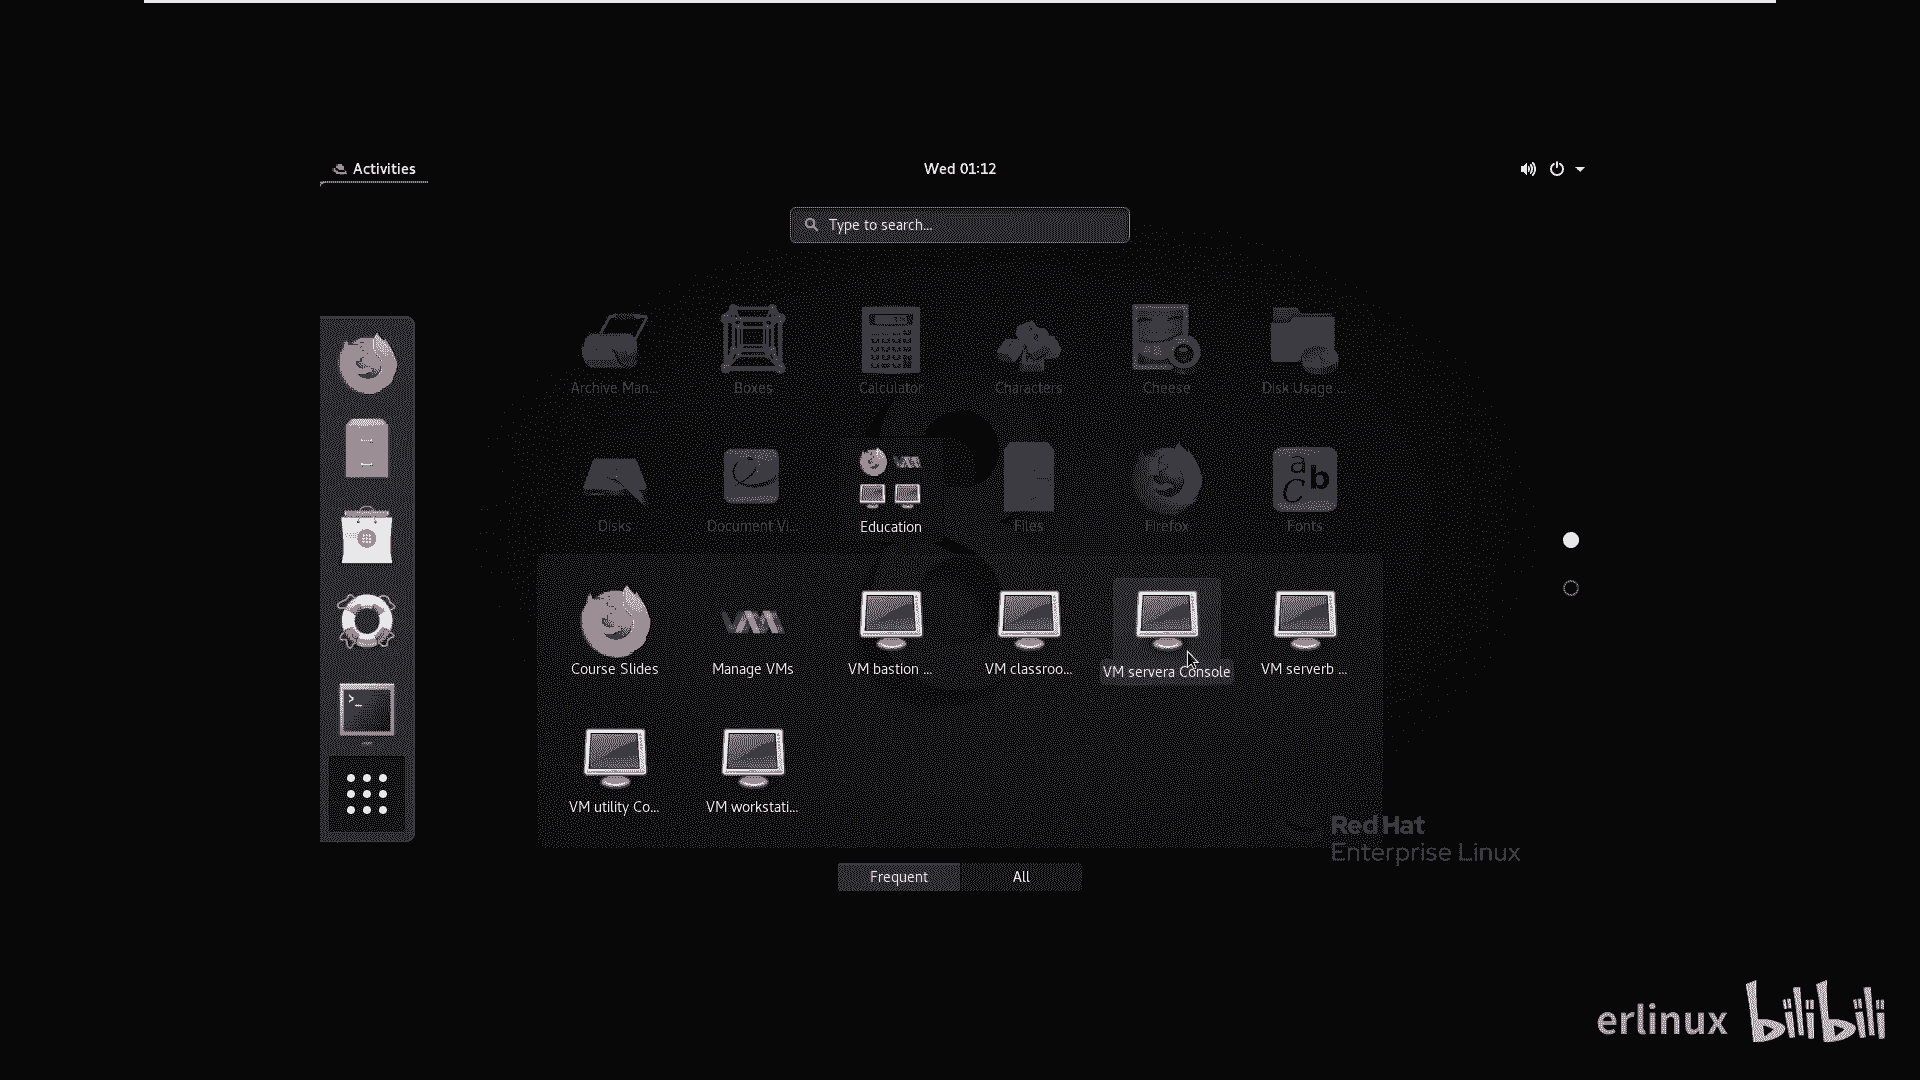 Activities
Wed 01:12
Type to search...
Archive Man...
Boxes
Calculator
Characters
Cheese
Disk Usage ...
Disks
Document Vi...
Education
Files
Firefox
Fonts
Course Slides
Manage VMs
VM bastion ...
VM classroo...
VM servera Console
VM serverb ...
VM utility Co...
VM workstati...
Red Hat
Enterprise Linux
Frequent
All
erlinux bilibili